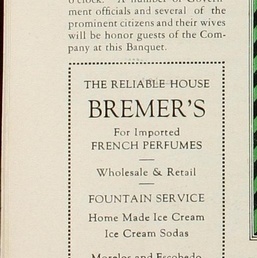 o'clock. A number of Govern-
ment officials and several of the
prominent citizens and their wives
will be honor guests of the Com-
pany at this Banquet.
THE RELIABLE HOUSE
BREMER'S
For Imported
FRENCH PERFUMES
Wholesale & Retail
FOUNTAIN SERVICE
Home Made Ice Cream
Ice Cream Sodas
Morelos and Escobedo